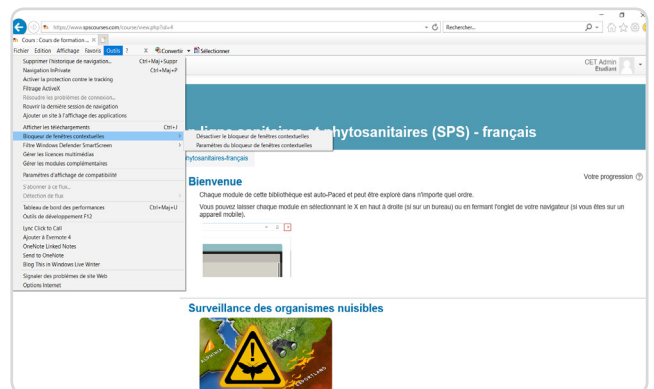 https://www.spscourses.com/course/view.php?id=4
Rechercher...
Cours : Cours de formation ...
Fichier Edition Affichage Favoris Outils ? X Convertir Sélectionner
Supprimer l'historique de navigation... Ctrl+Maj+Suppr
Navigation InPrivate Ctrl+Maj+P
Activer la protection contre le tracking
Filtrage ActiveX
Résoudre les problèmes de connexion...
Rouvrir la dernière session de navigation
Ajouter un site à l'affichage des applications
Afficher les téléchargements Ctrl+J
Bloqueur de fenêtres contextuelles
Filtre Windows Defender SmartScreen
Gérer les licences multimédias
Gérer les modules complémentaires
Paramètres d'affichage de compatibilité
S'abonner à ce flux...
Détection de flux
Tableau de bord des performances Ctrl+Maj+U
Outils de développement F12
Lync Click to Call
Ajouter à Evernote 4
OneNote Linked Notes
Send to OneNote
Blog This in Windows Live Writer
Signaler des problèmes de site Web
Options Internet
Désactiver le bloqueur de fenêtres contextuelles
Paramètres du bloqueur de fenêtres contextuelles
CET Admin
Étudiant
phytosanitaires (SPS) - français
hytosanitaires-français
Votre progression
Bienvenue
Chaque module de cette bibliothèque est auto-Paced et peut être exploré dans n'importe quel ordre.
Vous pouvez laisser chaque module en sélectionnant le X en haut à droite (si sur un bureau) ou en fermant l'onglet de votre navigateur (si vous êtes sur un
appareil mobile).
Surveillance des organismes nuisibles